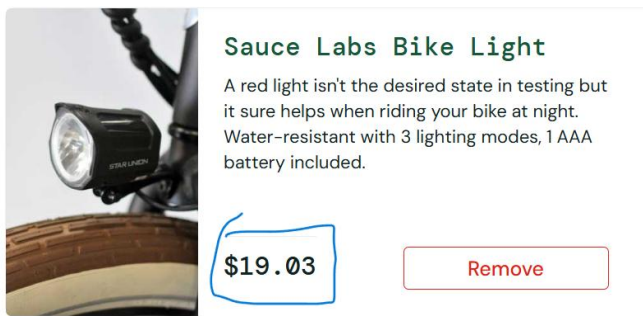 Sauce Labs Bike Light
A red light isn't the desired state in testing but
it sure helps when riding your bike at night.
Water-resistant with 3 lighting modes, 1 AAA
battery included.
STAR UNION
$19.03
Remove